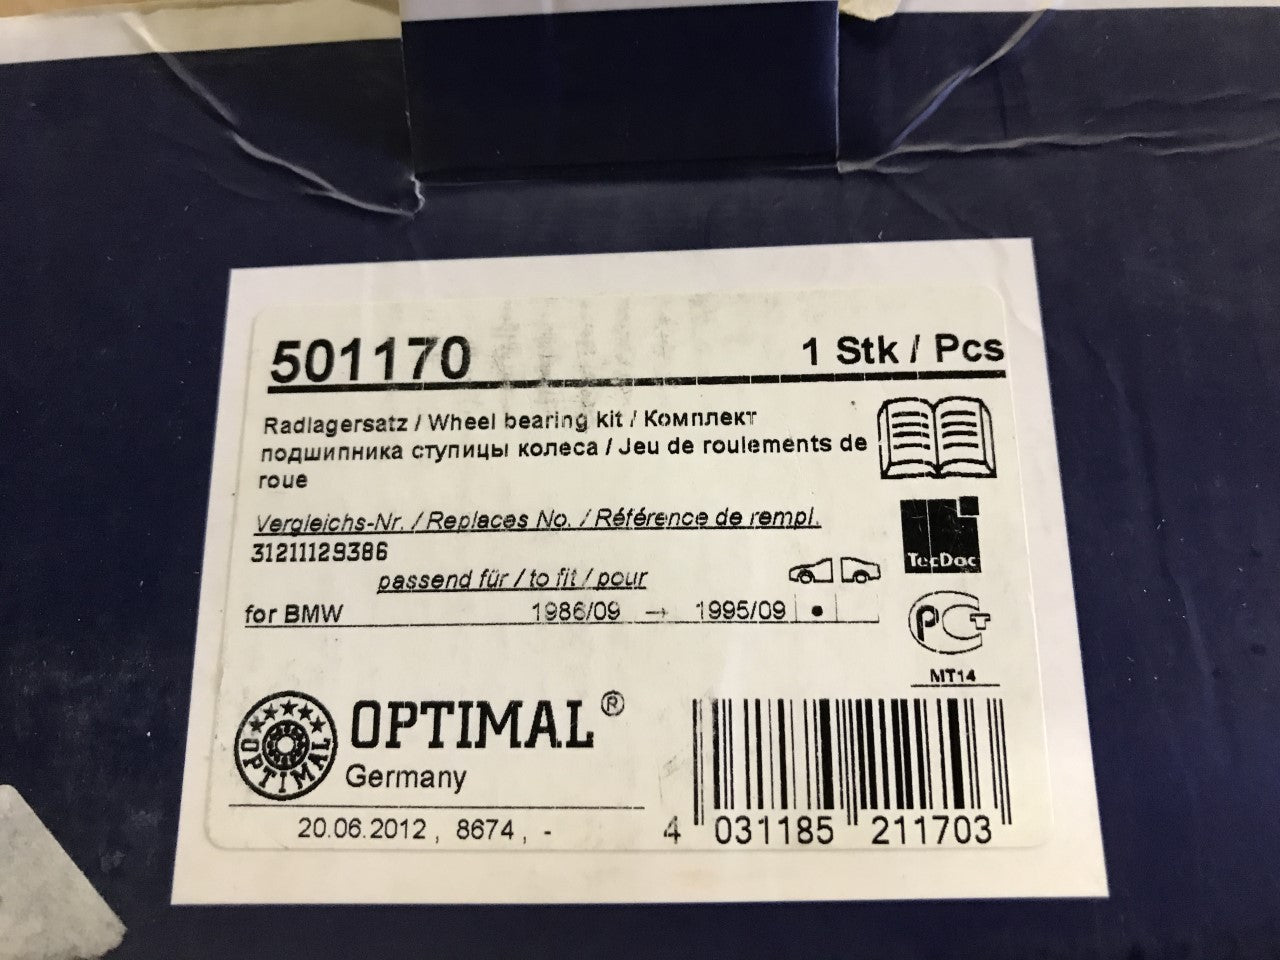 501170
1 Stk / Pcs
Radlagersatz / Wheel bearing kit / Комплект
подшипника ступицы колеса / Jeu de roulements de
roue
Vergleichs-Nr. / Replaces No. / Référence de rempl.
31211129386
TecDoc
passend für / to fit / pour
for BMW 1986/09 → 1995/09 •
PCT
MT14
OPTIMAL
OPTIMAL ®
Germany
20.06.2012 , 8674 , -
4 031185 211703